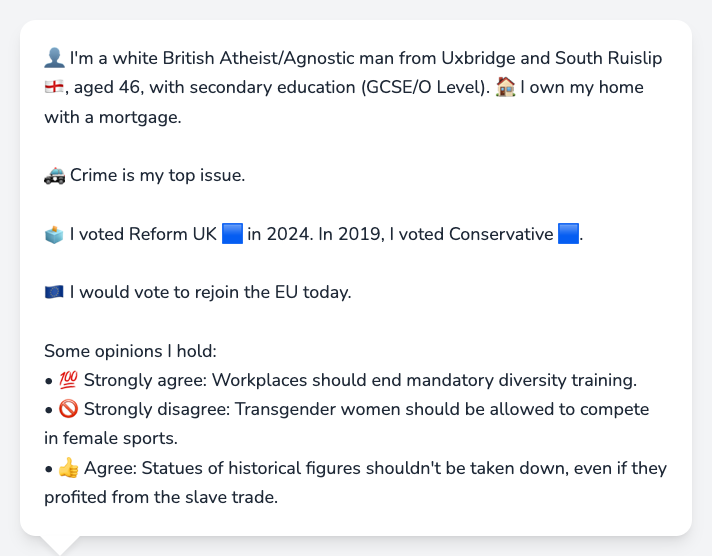 👤 I'm a white British Atheist/Agnostic man from Uxbridge and South Ruislip
🏴󠁧󠁢󠁥󠁮󠁧󠁿, aged 46, with secondary education (GCSE/O Level). 🏠 I own my home
with a mortgage.
🚓 Crime is my top issue.
🗳️ I voted Reform UK 🟦 in 2024. In 2019, I voted Conservative 🟦.
🇪🇺 I would vote to rejoin the EU today.
Some opinions I hold:
• 💯 Strongly agree: Workplaces should end mandatory diversity training.
• 🚫 Strongly disagree: Transgender women should be allowed to compete
in female sports.
• 👍 Agree: Statues of historical figures shouldn't be taken down, even if they
profited from the slave trade.